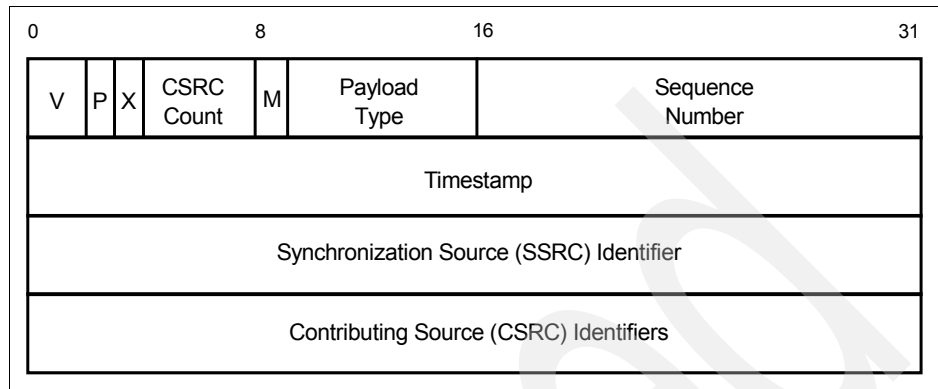 0 8 16 31
V P X CSRC Count M Payload Type Sequence Number
Timestamp
Synchronization Source (SSRC) Identifier
Contributing Source (CSRC) Identifiers